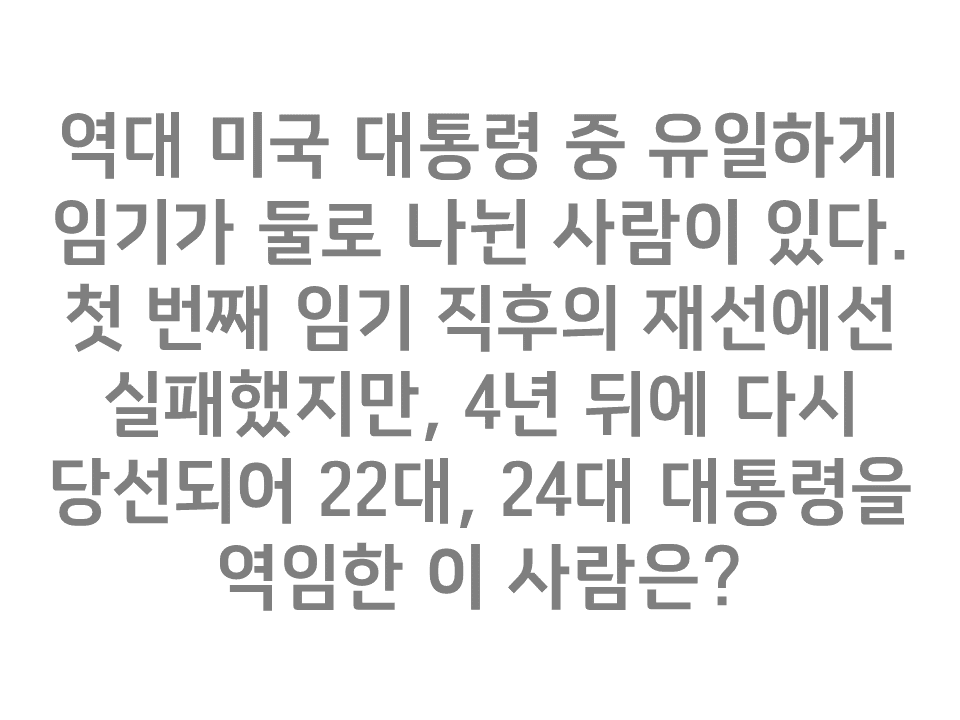 역대 미국 대통령 중 유일하게
임기가 둘로 나뉜 사람이 있다.
첫 번째 임기 직후의 재선에선
실패했지만, 4년 뒤에 다시
당선되어 22대, 24대 대통령을
역임한 이 사람은?